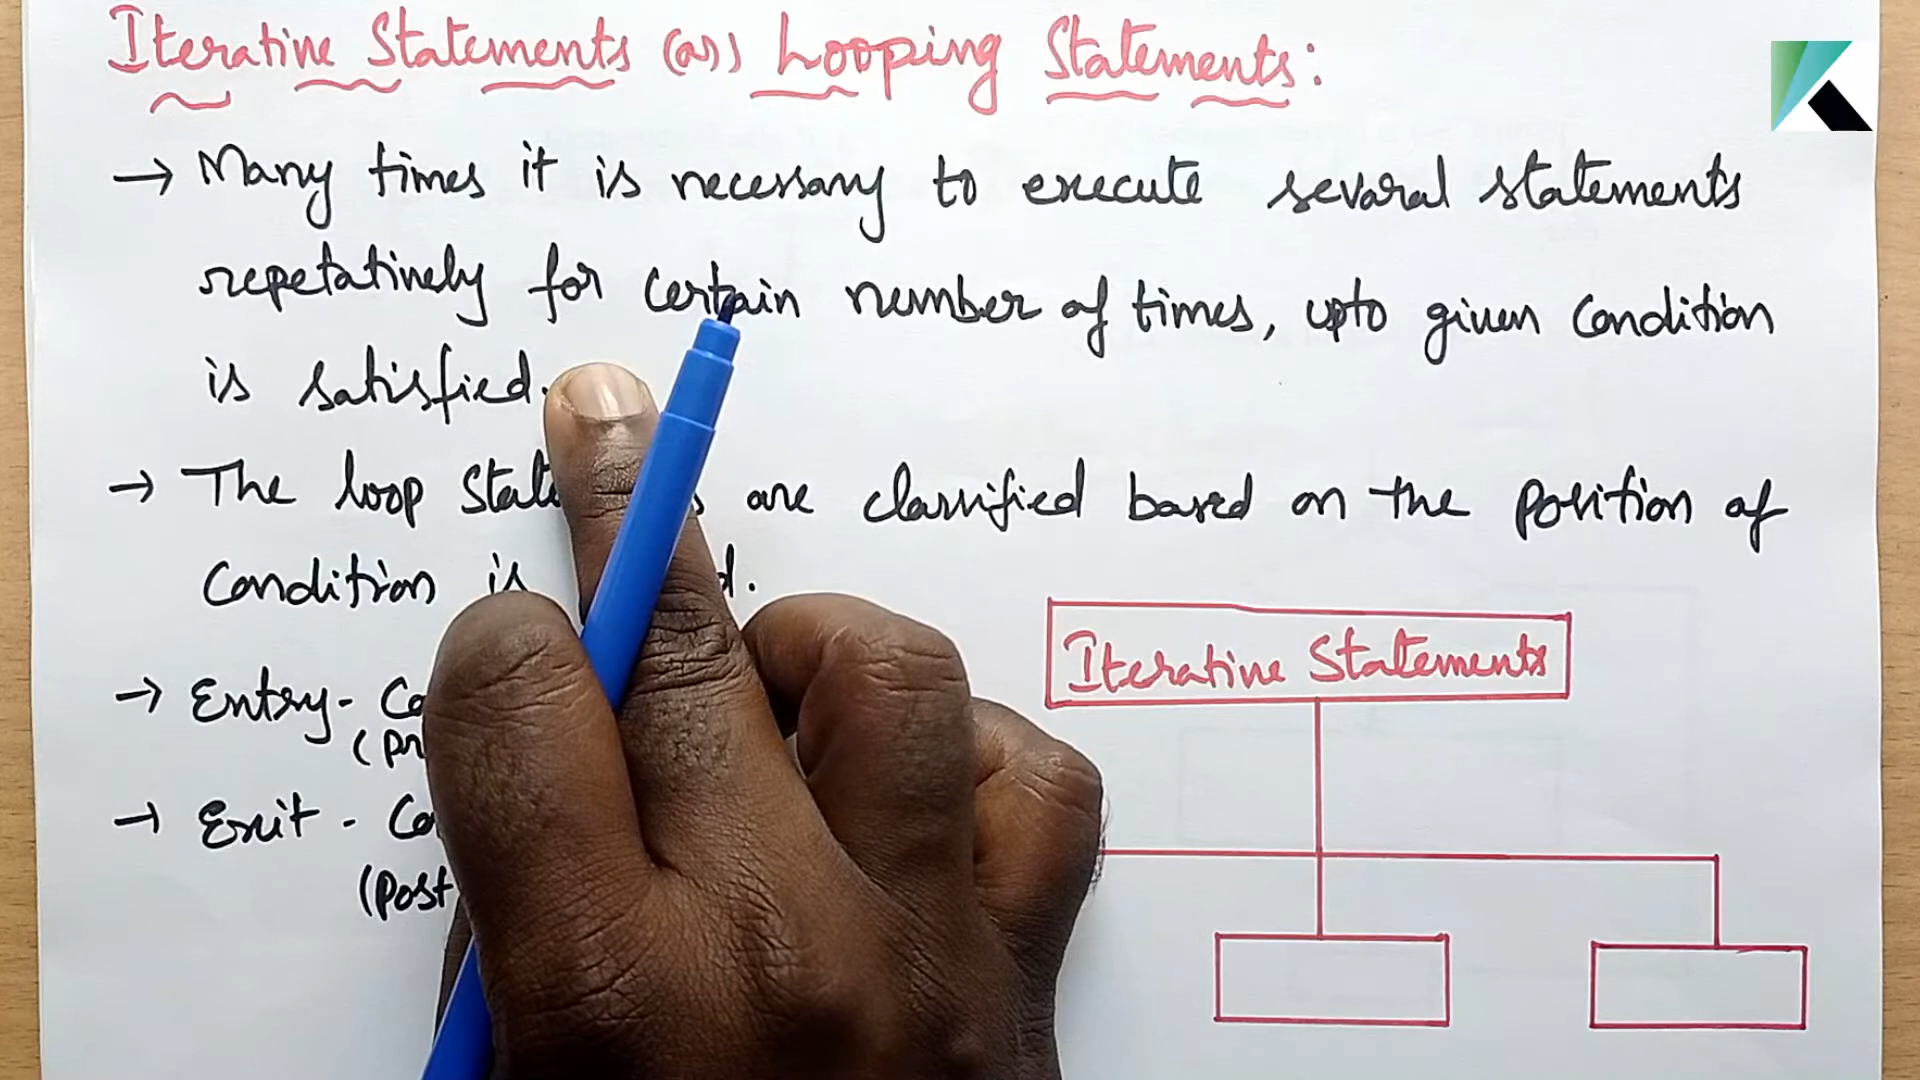 Iterative Statements (or) Looping Statements:
→ Many times it is necessary to execute sevaral statements
repetatively for certain number of times, upto given condition
is satisfied.
→ The loop are classified based on the position of
condition is
→ Entry-
→ Exit -
(post
Iterative Statements